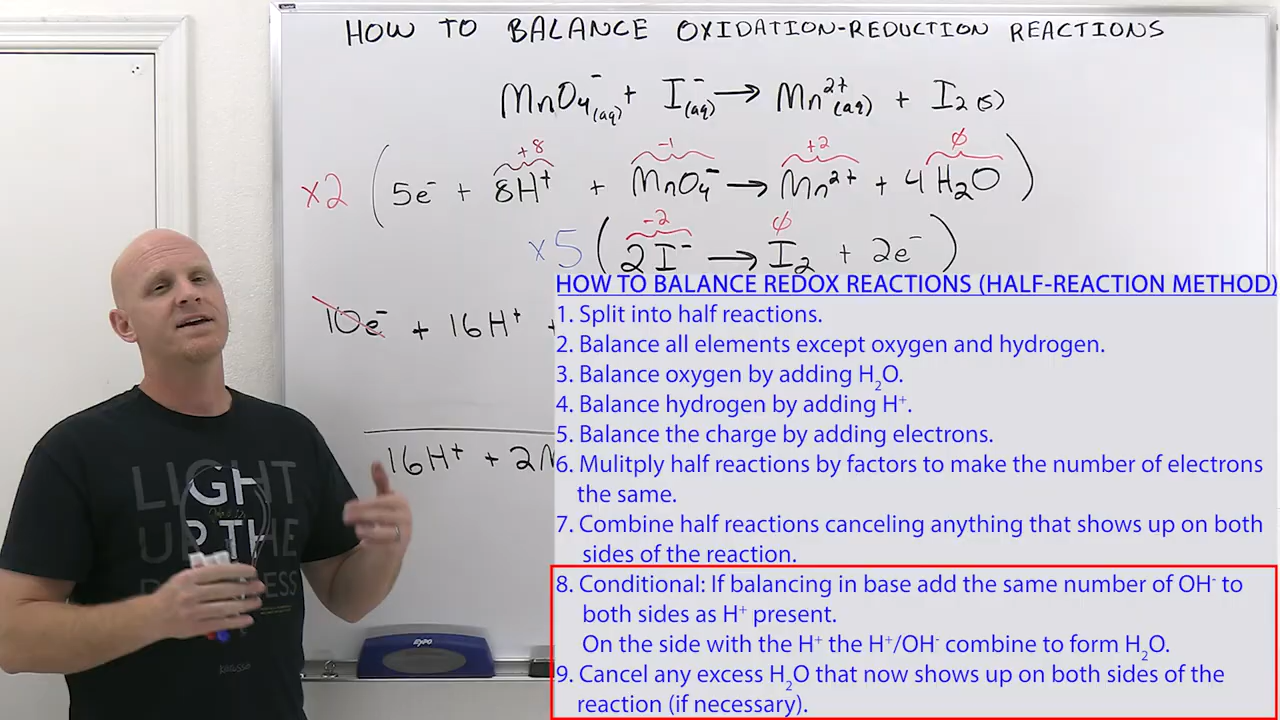 HOW TO BALANCE OXIDATION-REDUCTION REACTIONS
MnO₄⁻(aq) + I⁻(aq) → Mn²⁺(aq) + I₂(s)
+8 -1 +2 ∅
×2 (5e⁻ + 8H⁺ + MnO₄⁻ → Mn²⁺ + 4H₂O)
-2 ∅
×5 (2I⁻ → I₂ + 2e⁻)
10e⁻ + 16H⁺ +
16H⁺ + 2M
HOW TO BALANCE REDOX REACTIONS (HALF-REACTION METHOD)
1. Split into half reactions.
2. Balance all elements except oxygen and hydrogen.
3. Balance oxygen by adding H₂O.
4. Balance hydrogen by adding H⁺.
5. Balance the charge by adding electrons.
6. Mulitply half reactions by factors to make the number of electrons
the same.
7. Combine half reactions canceling anything that shows up on both
sides of the reaction.
8. Conditional: If balancing in base add the same number of OH⁻ to
both sides as H⁺ present.
On the side with the H⁺ the H⁺/OH⁻ combine to form H₂O.
9. Cancel any excess H₂O that now shows up on both sides of the
reaction (if necessary).
LIGHT
UP THE
EXPO